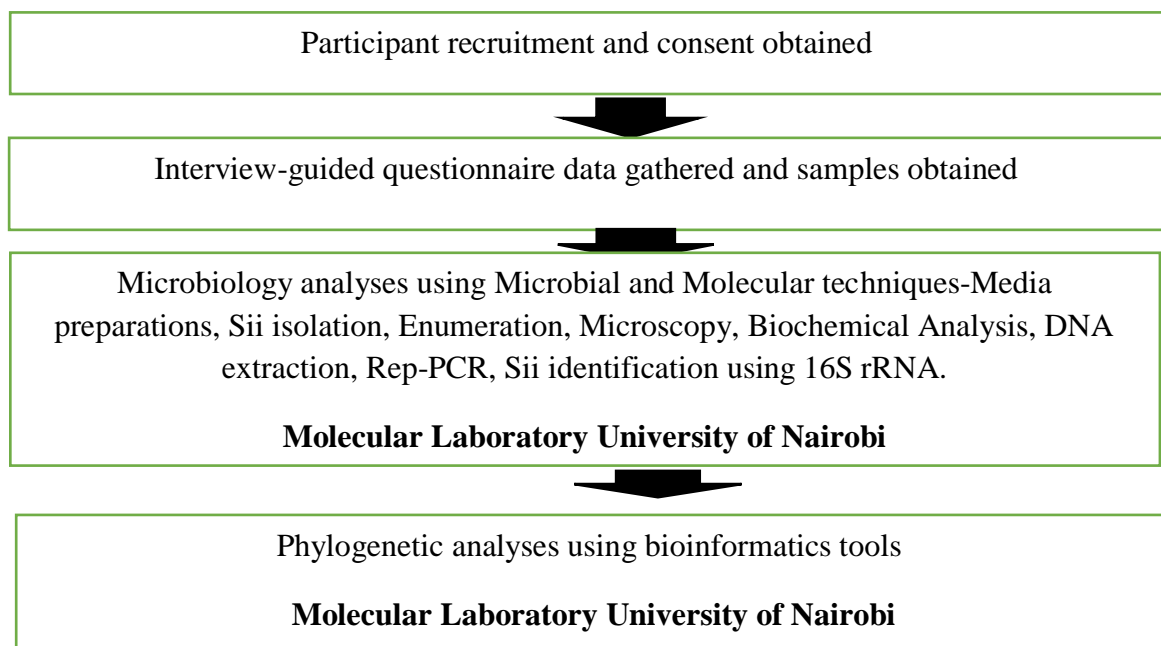 Participant recruitment and consent obtained
Interview-guided questionnaire data gathered and samples obtained
Microbiology analyses using Microbial and Molecular techniques-Media
preparations, Sii isolation, Enumeration, Microscopy, Biochemical Analysis, DNA
extraction, Rep-PCR, Sii identification using 16S rRNA.
Molecular Laboratory University of Nairobi
Phylogenetic analyses using bioinformatics tools
Molecular Laboratory University of Nairobi